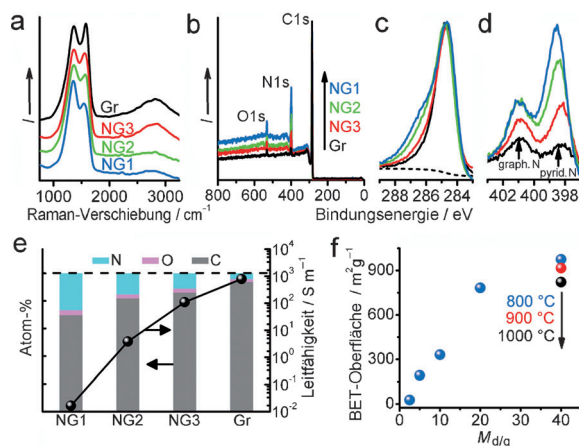 a
Gr
NG3
NG2
NG1
I
1000 2000 3000
Raman-Verschiebung / cm⁻¹
b
C1s
N1s
O1s
NG1
NG2
NG3
Gr
I
800 600 400 200 0
c
288 286 284 282
d
graph. N
pyrid. N
402 400 398
Bindungsenergie / eV
e
N O C
Atom-%
10⁴
10³
10²
10¹
10⁰
10⁻¹
10⁻²
Leitfähigkeit / S m⁻¹
NG1 NG2 NG3 Gr
f
BET-Oberfläche / m²g⁻¹
900
600
300
0
800 °C
900 °C
1000 °C
0 10 20 30 40
M d/g